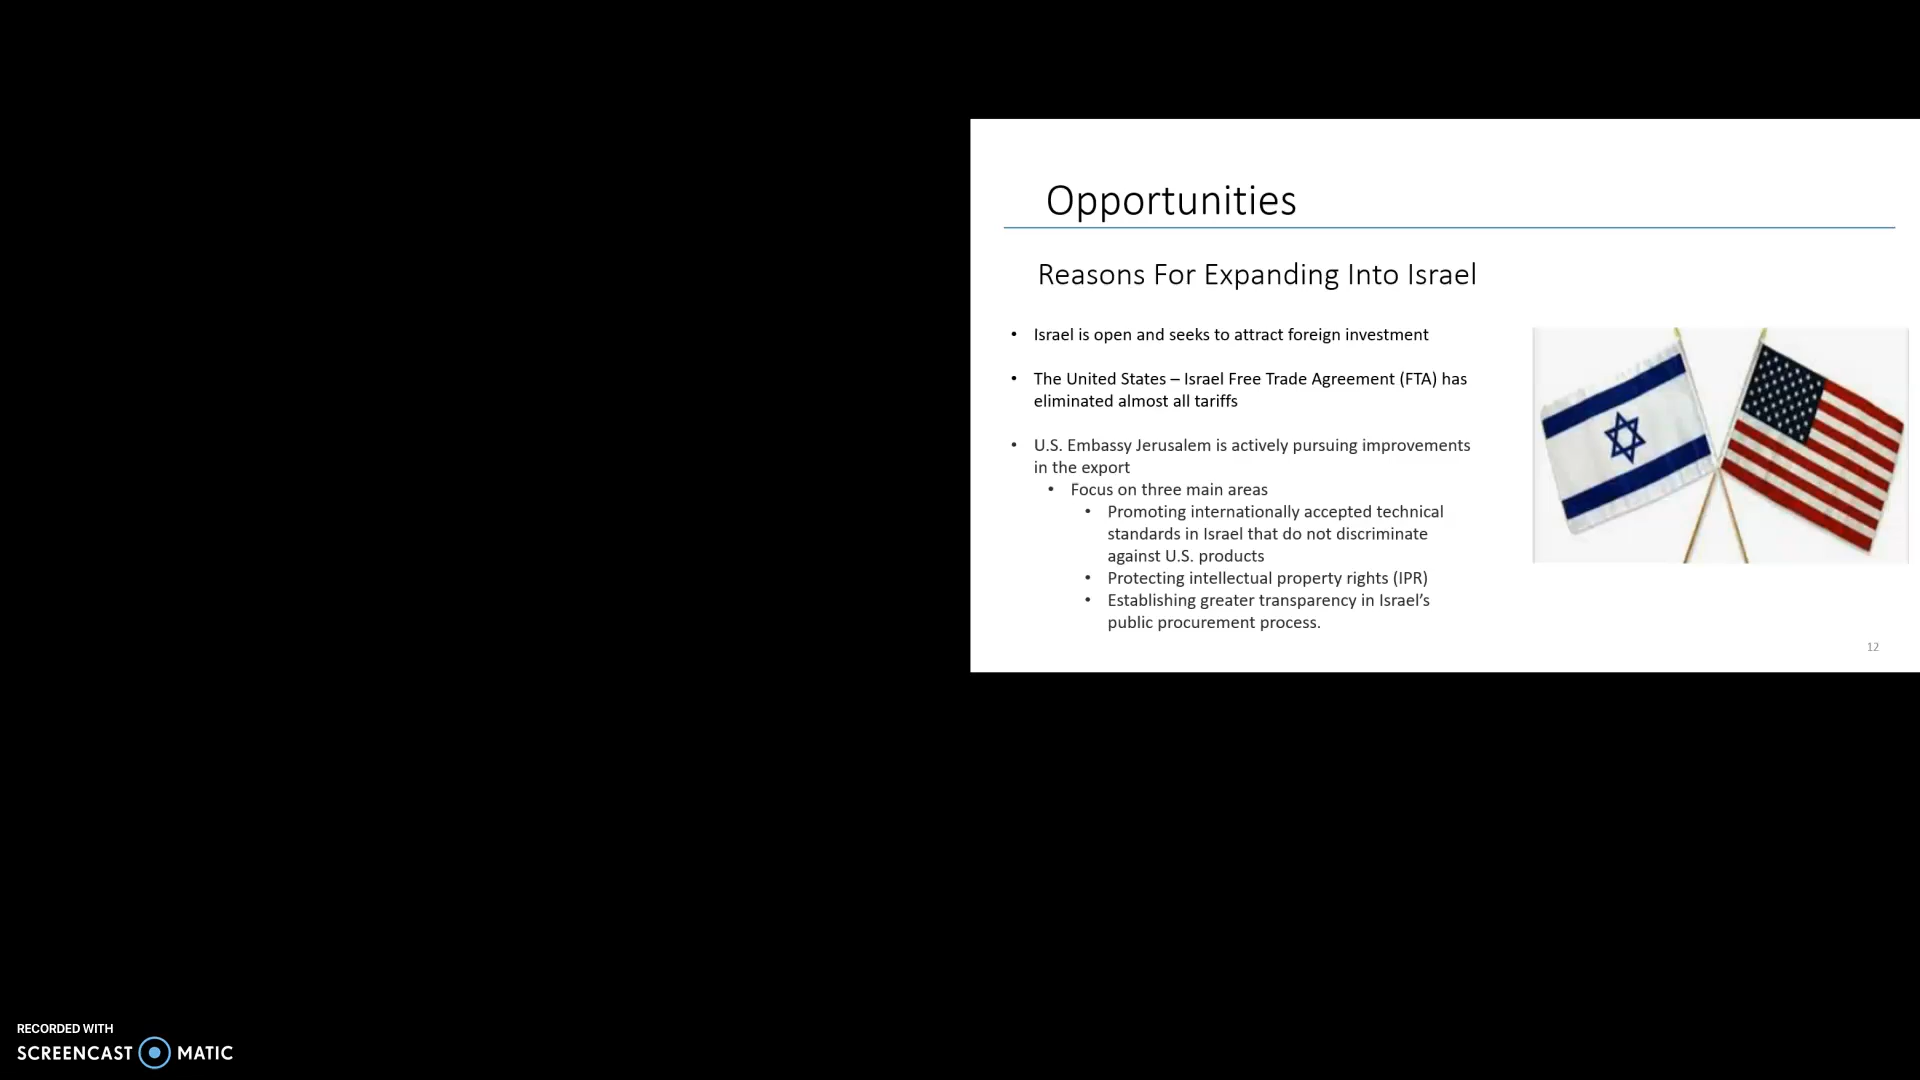 Opportunities
Reasons For Expanding Into Israel
• Israel is open and seeks to attract foreign investment
• The United States – Israel Free Trade Agreement (FTA) has
eliminated almost all tariffs
• U.S. Embassy Jerusalem is actively pursuing improvements
in the export
• Focus on three main areas
• Promoting internationally accepted technical
standards in Israel that do not discriminate
against U.S. products
• Protecting intellectual property rights (IPR)
• Establishing greater transparency in Israel’s
public procurement process.
12
RECORDED WITH
SCREENCAST MATIC